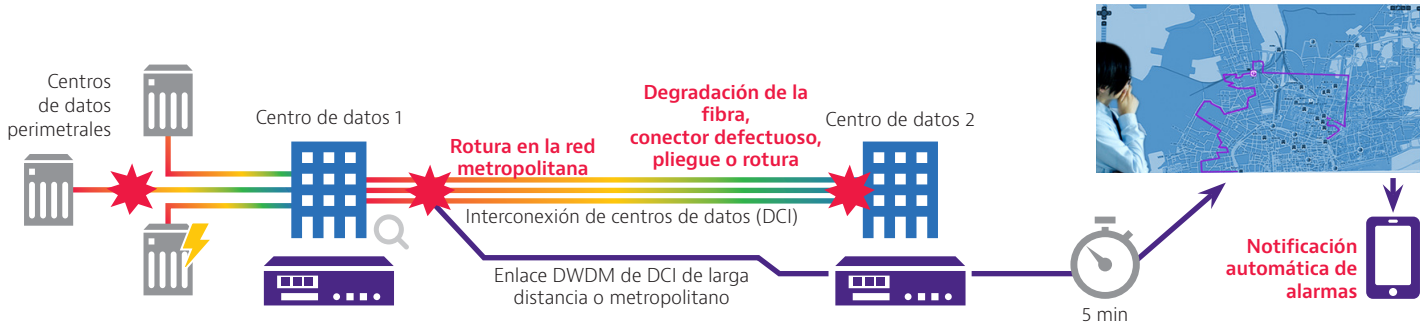 Centros
de datos
perimetrales
Centro de datos 1
Rotura en la red
metropolitana
Degradación de la
fibra,
conector defectuoso,
pliegue o rotura
Centro de datos 2
Interconexión de centros de datos (DCI)
Enlace DWDM de DCI de larga
distancia o metropolitano
5 min
Notificación
automática de
alarmas